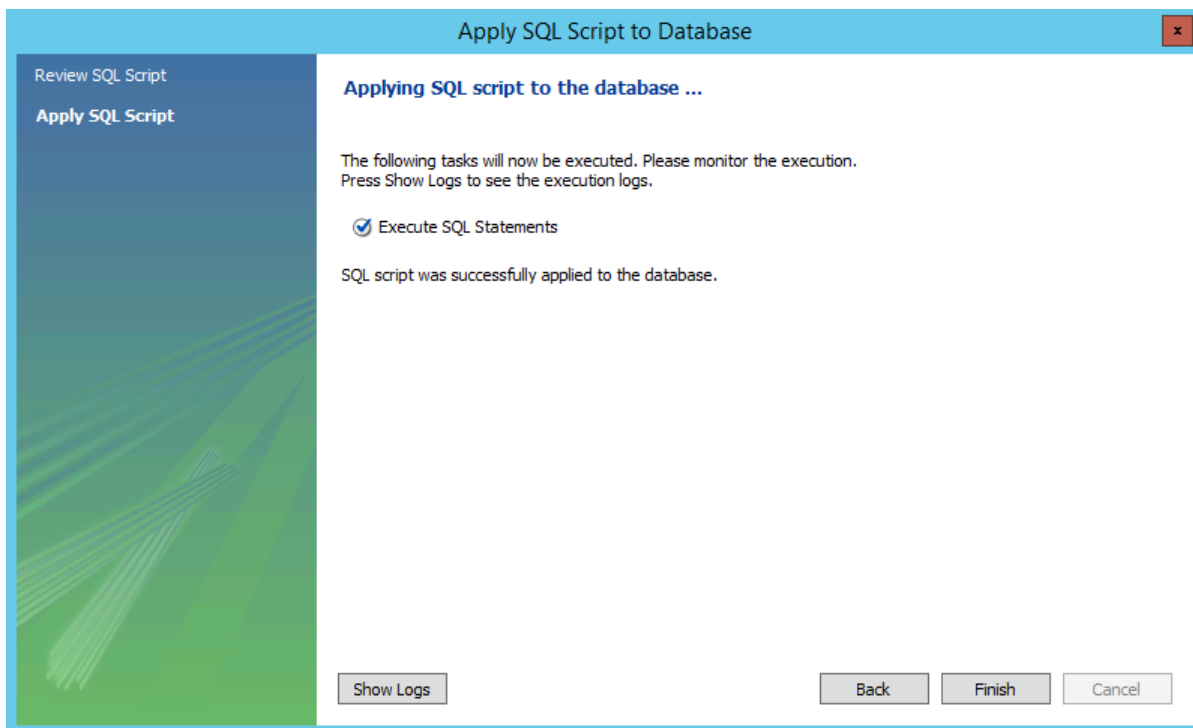 Apply SQL Script to Database
x
Review SQL Script
Apply SQL Script
Applying SQL script to the database ...
The following tasks will now be executed. Please monitor the execution.
Press Show Logs to see the execution logs.
Execute SQL Statements
SQL script was successfully applied to the database.
Show Logs
Back
Finish
Cancel